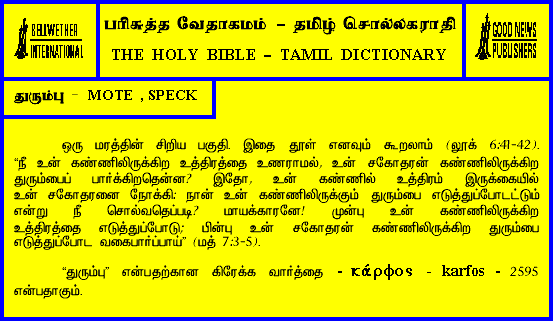 BELLWETHER
INTERNATIONAL
பரிசுத்த வேதாகமம் – தமிழ் சொல்லகராதி
THE HOLY BIBLE – TAMIL DICTIONARY
GOOD NEWS
PUBLISHERS
துரும்பு - MOTE , SPECK
ஒரு மரத்தின் சிறிய பகுதி. இதை தூள் எனவும் கூறலாம் (லூக் 6:41-42).
“நீ உன் கண்ணிலிருக்கிற உத்திரத்தை உணராமல், உன் சகோதரன் கண்ணிலிருக்கிற
துரும்பைப் பார்க்கிறதென்ன? இதோ, உன் கண்ணில் உத்திரம் இருக்கையில்
உன் சகோதரனை நோக்கி: நான் உன் கண்ணிலிருக்கும் துரும்பை எடுத்துப்போடட்டும்
என்று நீ சொல்வதெப்படி? மாயக்காரனே! முன்பு உன் கண்ணிலிருக்கிற
உத்திரத்தை எடுத்துப்போடு; பின்பு உன் சகோதரன் கண்ணிலிருக்கிற துரும்பை
எடுத்துப்போட வகைபார்ப்பாய்” (மத் 7:3-5).
“துரும்பு” என்பதற்கான கிரேக்க வார்த்தை - κάρφος - karfos - 2595
என்பதாகும்.